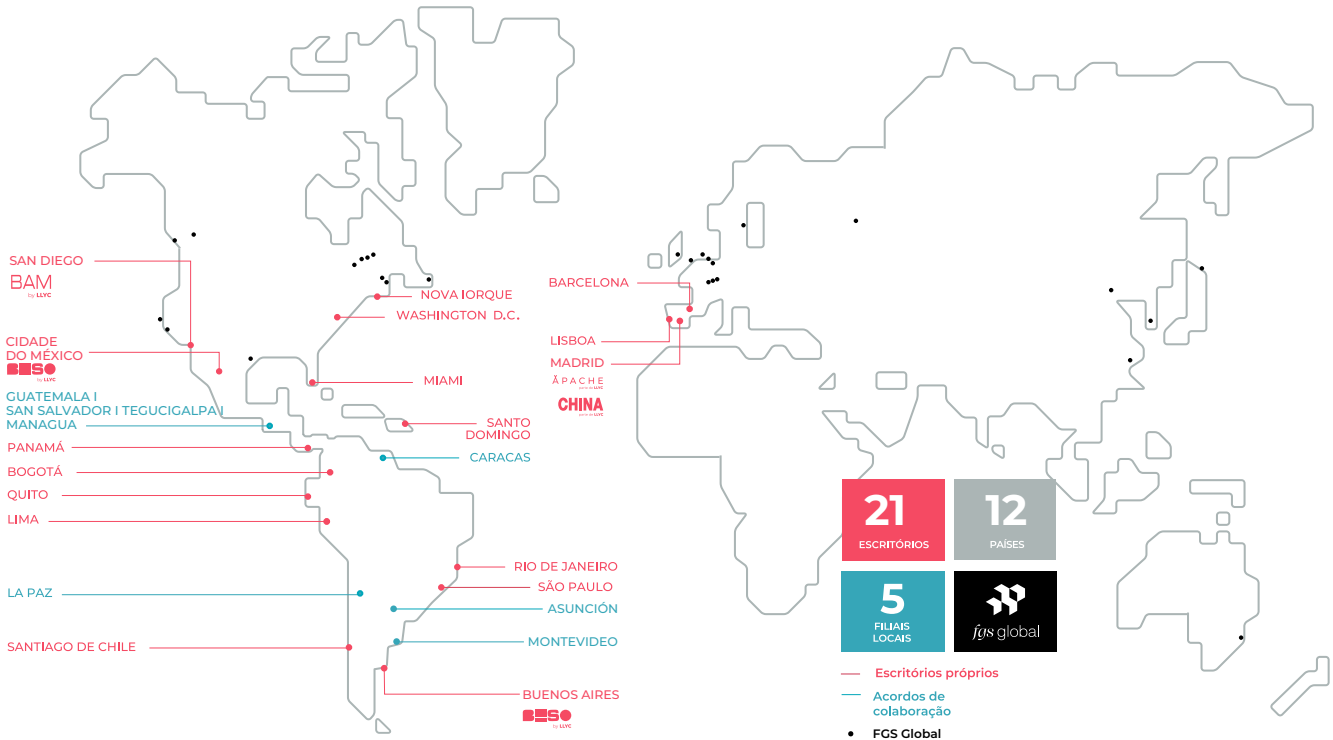 SAN DIEGO
BAM
by LLYC
CIDADE
DO MÉXICO
BESO
by LLYC
GUATEMALA I
SAN SALVADOR I TEGUCIGALPA I
MANAGUA
PANAMÁ
BOGOTÁ
QUITO
LIMA
LA PAZ
SANTIAGO DE CHILE
NOVA IORQUE
WASHINGTON D.C.
MIAMI
SANTO
DOMINGO
CARACAS
RIO DE JANEIRO
SÃO PAULO
ASUNCIÓN
MONTEVIDEO
BUENOS AIRES
BESO
by LLYC
BARCELONA
LISBOA
MADRID
ÄPACHE
CHINA
21
ESCRITÓRIOS
12
PAÍSES
5
FILIAIS
LOCAIS
fgs global
Escritórios próprios
Acordos de
colaboração
FGS Global